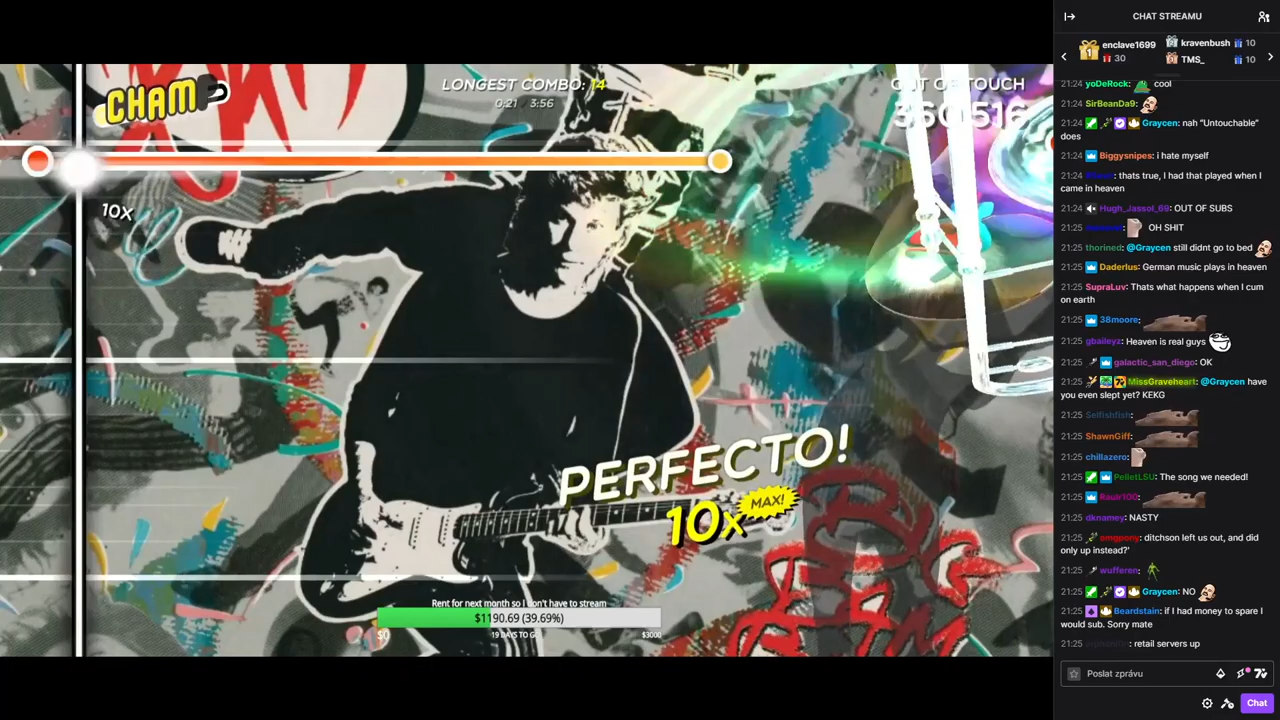 CHAMP
LONGEST COMBO: 14
0:21 / 3:56
OUT OF TOUCH
360,516
10X
PERFECTO!
10x MAX!
Rent for next month so I don't have to stream
$1190.69 (39.69%)
$0
19 DAYS TO GO
$3000
CHAT STREAMU
enclave1699
30
kravenbush 10
TMS_ 10
21:24 yoDeRock: cool
21:24 SirBeanDa9:
21:24 Graycen: nah "Untouchable"
does
21:24 Biggysnipes: i hate myself
21:24 : thats true, I had that played when I
came in heaven
21:24 Hugh_Jassol_69: OUT OF SUBS
21:25 : OH SHIT
21:25 thorined: @Graycen still didnt got to bed
21:25 Daderlus: German music plays in heaven
21:25 SupraLuv: Thats what happens when I cum
on earth
21:25 38moore:
21:25 gbaileyz: Heaven is real guys
21:25 galactic_san_diego: OK
21:25 MissGraveheart: @Graycen have
you even slept yet? KEKG
21:25 Selfishfish:
21:25 ShawnGiff:
21:25 chillazero:
21:25 PelletLSU: The song we needed!
21:25 Rsulr100:
21:25 dknamey: NASTY
21:25 omgpony: ditchson left us out, and did
only up instead?'
21:25 wufferen:
21:25 Graycen: NO
21:25 Beardstain: if I had money to spare I
would sub. Sorry mate
21:25 : retail servers up
Poslat zprávu
Chat